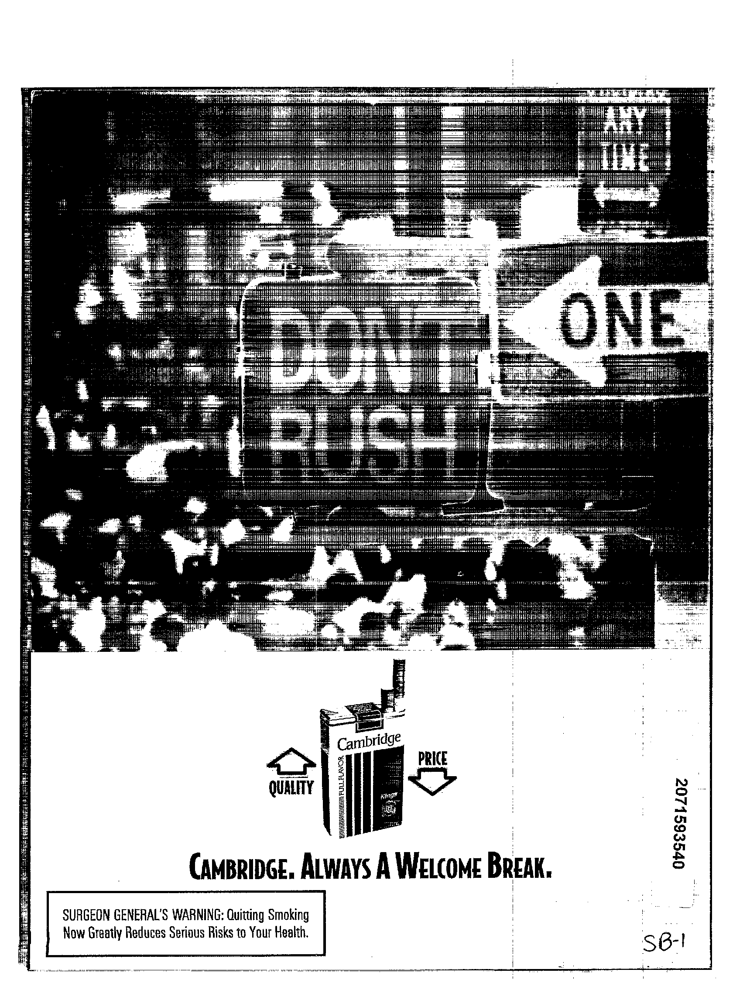 ANY
TIME
ONE
DON'T
RUSH
Cambridge
FULL FLAVOR
Kings
QUALITY
PRICE
2071593540
CAMBRIDGE. ALWAYS A WELCOME BREAK.
SURGEON GENERAL'S WARNING: Quitting Smoking
Now Greatly Reduces Serious Risks to Your Health.
SB-1